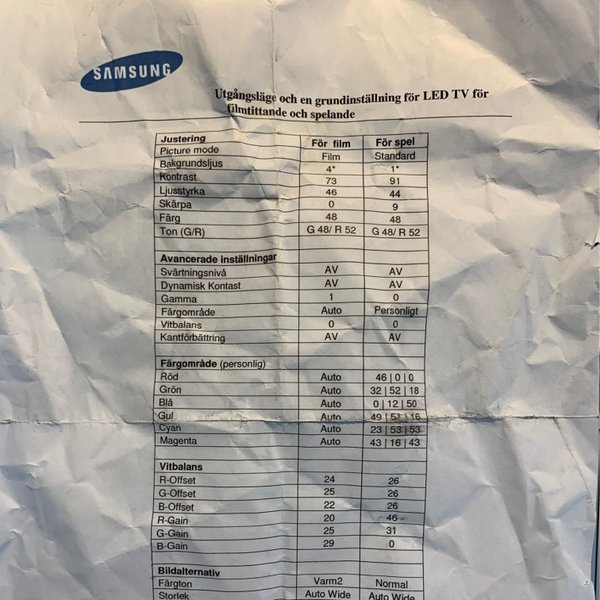 SAMSUNG
Utgångsläge och en grundinställning för LED TV för
filmtittande och spelande
Justering För film För spel
Picture mode Film Standard
Bakgrundsljus 4* 1*
Kontrast 73 91
Ljusstyrka 46 44
Skärpa 0 9
Färg 48 48
Ton (G/R) G 48/ R 52 G 48/ R 52
Avancerade inställningar
Svärtningsnivå AV AV
Dynamisk Kontast AV AV
Gamma 1 0
Färgområde Auto Personligt
Vitbalans 0 0
Kantförbättring AV AV
Färgområde (personlig)
Röd Auto 46 | 0 | 0
Grön Auto 32 | 52 | 18
Blå Auto 0 | 12 | 50
Gul Auto 49 | 51 | 16
Cyan Auto 23 | 53 | 53
Magenta Auto 43 | 16 | 43
Vitbalans
R-Offset 24 26
G-Offset 25 26
B-Offset 22 26
R-Gain 20 46
G-Gain 25 31
B-Gain 29 0
Bildalternativ
Färgton Varm2 Normal
Storlek Auto Wide Auto Wide